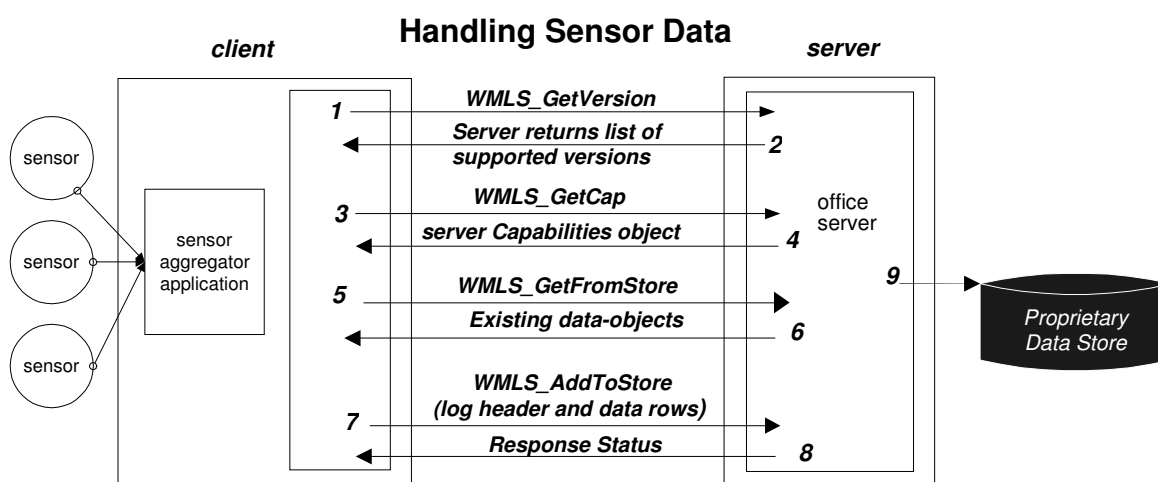 Handling Sensor Data
client
server
1
WMLS_GetVersion
Server returns list of
supported versions
2
sensor
3
WMLS_GetCap
office
server
sensor
aggregator
application
server Capabilities object
4
sensor
5
WMLS_GetFromStore
9
Existing data-objects
6
Proprietary
Data Store
sensor
WMLS_AddToStore
(log header and data rows)
7
Response Status
8